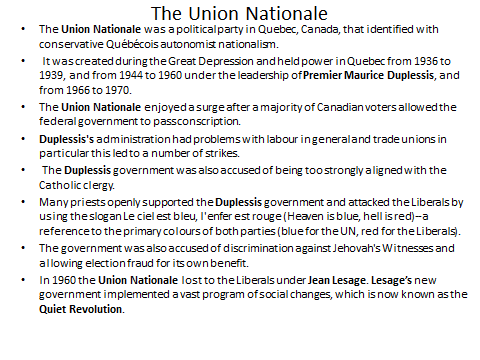 The Union Nationale
• The Union Nationale was a political party in Quebec, Canada, that identified with
conservative Québécois autonomist nationalism.
• It was created during the Great Depression and held power in Quebec from 1936 to
1939, and from 1944 to 1960 under the leadership of Premier Maurice Duplessis, and
from 1966 to 1970.
• The Union Nationale enjoyed a surge after a majority of Canadian voters allowed the
federal government to pass conscription.
• Duplessis's administration had problems with labour in general and trade unions in
particular this led to a number of strikes.
• The Duplessis government was also accused of being too strongly aligned with the
Catholic clergy.
• Many priests openly supported the Duplessis government and attacked the Liberals by
using the slogan Le ciel est bleu, l'enfer est rouge (Heaven is blue, hell is red)–a
reference to the primary colours of both parties (blue for the UN, red for the Liberals).
• The government was also accused of discrimination against Jehovah's Witnesses and
allowing election fraud for its own benefit.
• In 1960 the Union Nationale lost to the Liberals under Jean Lesage. Lesage's new
government implemented a vast program of social changes, which is now known as the
Quiet Revolution.